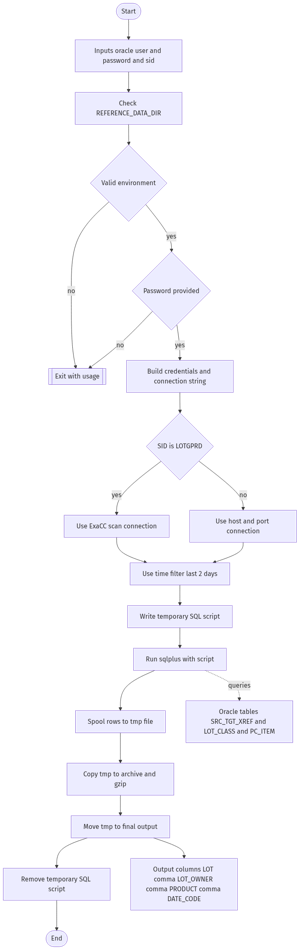 Start
Inputs oracle user and
password and sid
Check
REFERENCE_DATA_DIR
Valid environment
yes
no
Password provided
no
yes
Exit with usage
Build credentials and
connection string
SID is LOTGPRD
yes
no
Use ExaCC scan connection
Use host and port
connection
Use time filter last 2 days
Write temporary SQL script
Run sqlplus with script
queries
Spool rows to tmp file
Oracle tables
SRC_TGT_XREF and
LOT_CLASS and PC_ITEM
Copy tmp to archive and
gzip
Move tmp to final output
Remove temporary SQL
script
Output columns LOT
comma LOT_OWNER
comma PRODUCT comma
DATE_CODE
End